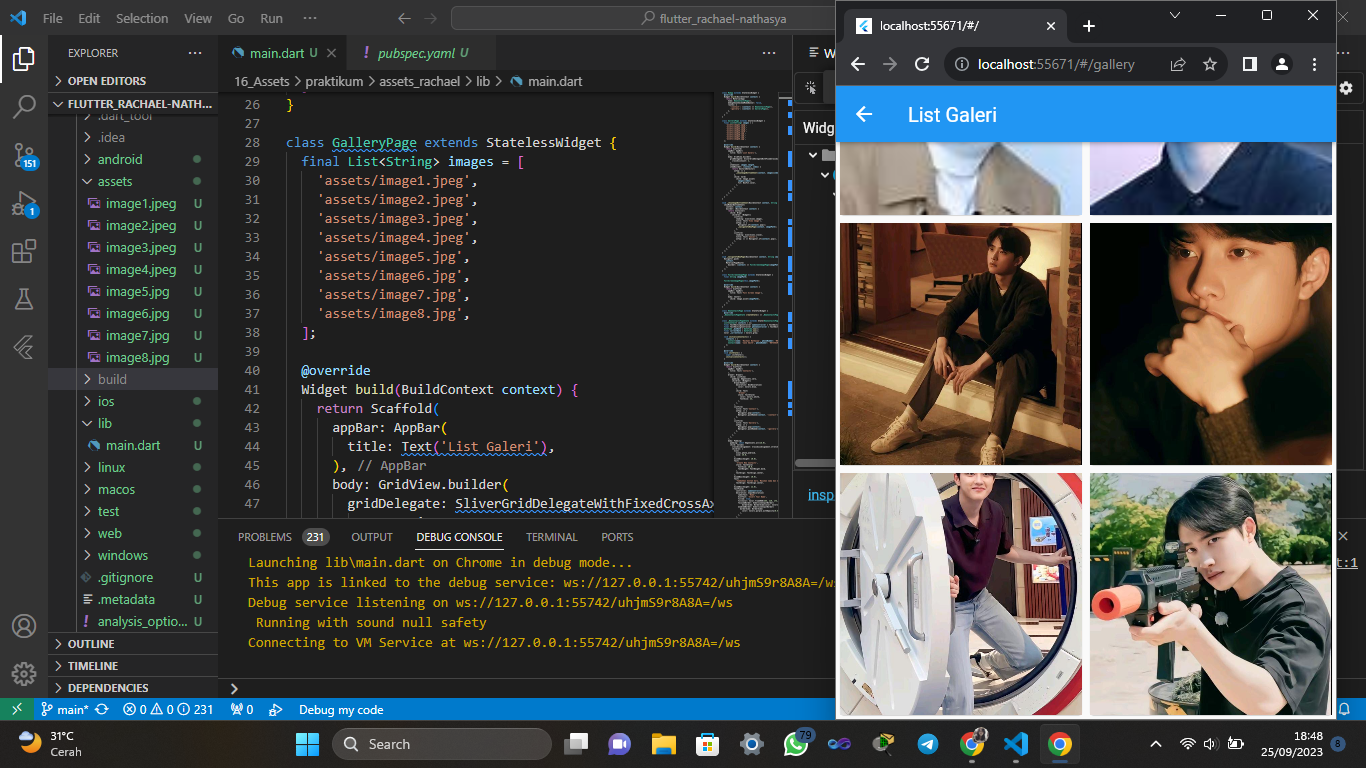 File Edit Selection View Go Run ···
flutter_rachael-nathasya
EXPLORER ···
OPEN EDITORS
FLUTTER_RACHAEL-NATH...
.dart_tool
.idea
android
assets
image1.jpeg U
image2.jpeg U
image3.jpeg U
image4.jpeg U
image5.jpg U
image6.jpg U
image7.jpg U
image8.jpg U
build
ios
lib
main.dart U
linux
macos
test
web
windows
.gitignore U
.metadata U
analysis_optio... U
OUTLINE
TIMELINE
DEPENDENCIES
151
1
main.dart U
pubspec.yaml U
16_Assets > praktikum > assets_rachael > lib > main.dart
26 }
27
28 class GalleryPage extends StatelessWidget {
29 final List<String> images = [
30 'assets/image1.jpeg',
31 'assets/image2.jpeg',
32 'assets/image3.jpeg',
33 'assets/image4.jpeg',
34 'assets/image5.jpg',
35 'assets/image6.jpg',
36 'assets/image7.jpg',
37 'assets/image8.jpg',
38 ];
39
40 @override
41 Widget build(BuildContext context) {
42 return Scaffold(
43 appBar: AppBar(
44 title: Text('List Galeri'),
45 ), // AppBar
46 body: GridView.builder(
47 gridDelegate: SliverGridDelegateWithFixedCrossAx
W
Widg
insp
PROBLEMS 231 OUTPUT DEBUG CONSOLE TERMINAL PORTS
Launching lib\main.dart on Chrome in debug mode...
This app is linked to the debug service: ws://127.0.0.1:55742/uhjmS9r8A8A=/ws
Debug service listening on ws://127.0.0.1:55742/uhjmS9r8A8A=/ws
Running with sound null safety
Connecting to VM Service at ws://127.0.0.1:55742/uhjmS9r8A8A=/ws
t:1
localhost:55671/#/
localhost:55671/#/gallery
List Galeri
main* 0 0 231 0 Debug my code
31°C
Cerah
Search
79
18:48
25/09/2023
8